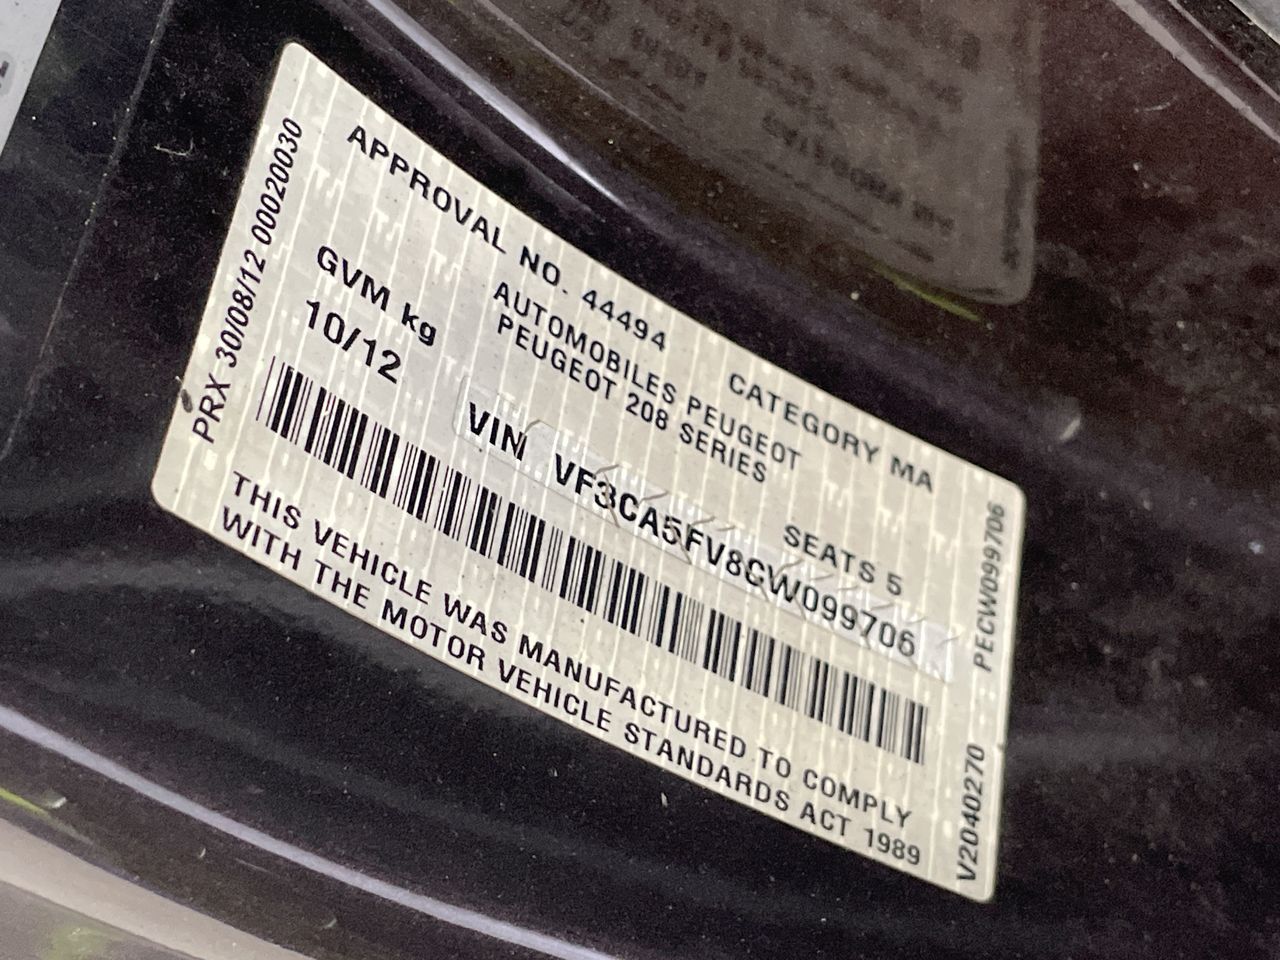 APPROVAL NO. 44494 CATEGORY MA
AUTOMOBILES PEUGEOT
GVM kg PEUGEOT 208 SERIES
10/12 SEATS 5
VIN VF3CA5FV8CW099706
THIS VEHICLE WAS MANUFACTURED TO COMPLY
WITH THE MOTOR VEHICLE STANDARDS ACT 1989
PRX 30/08/12 00020030
PECW099706
V2040270